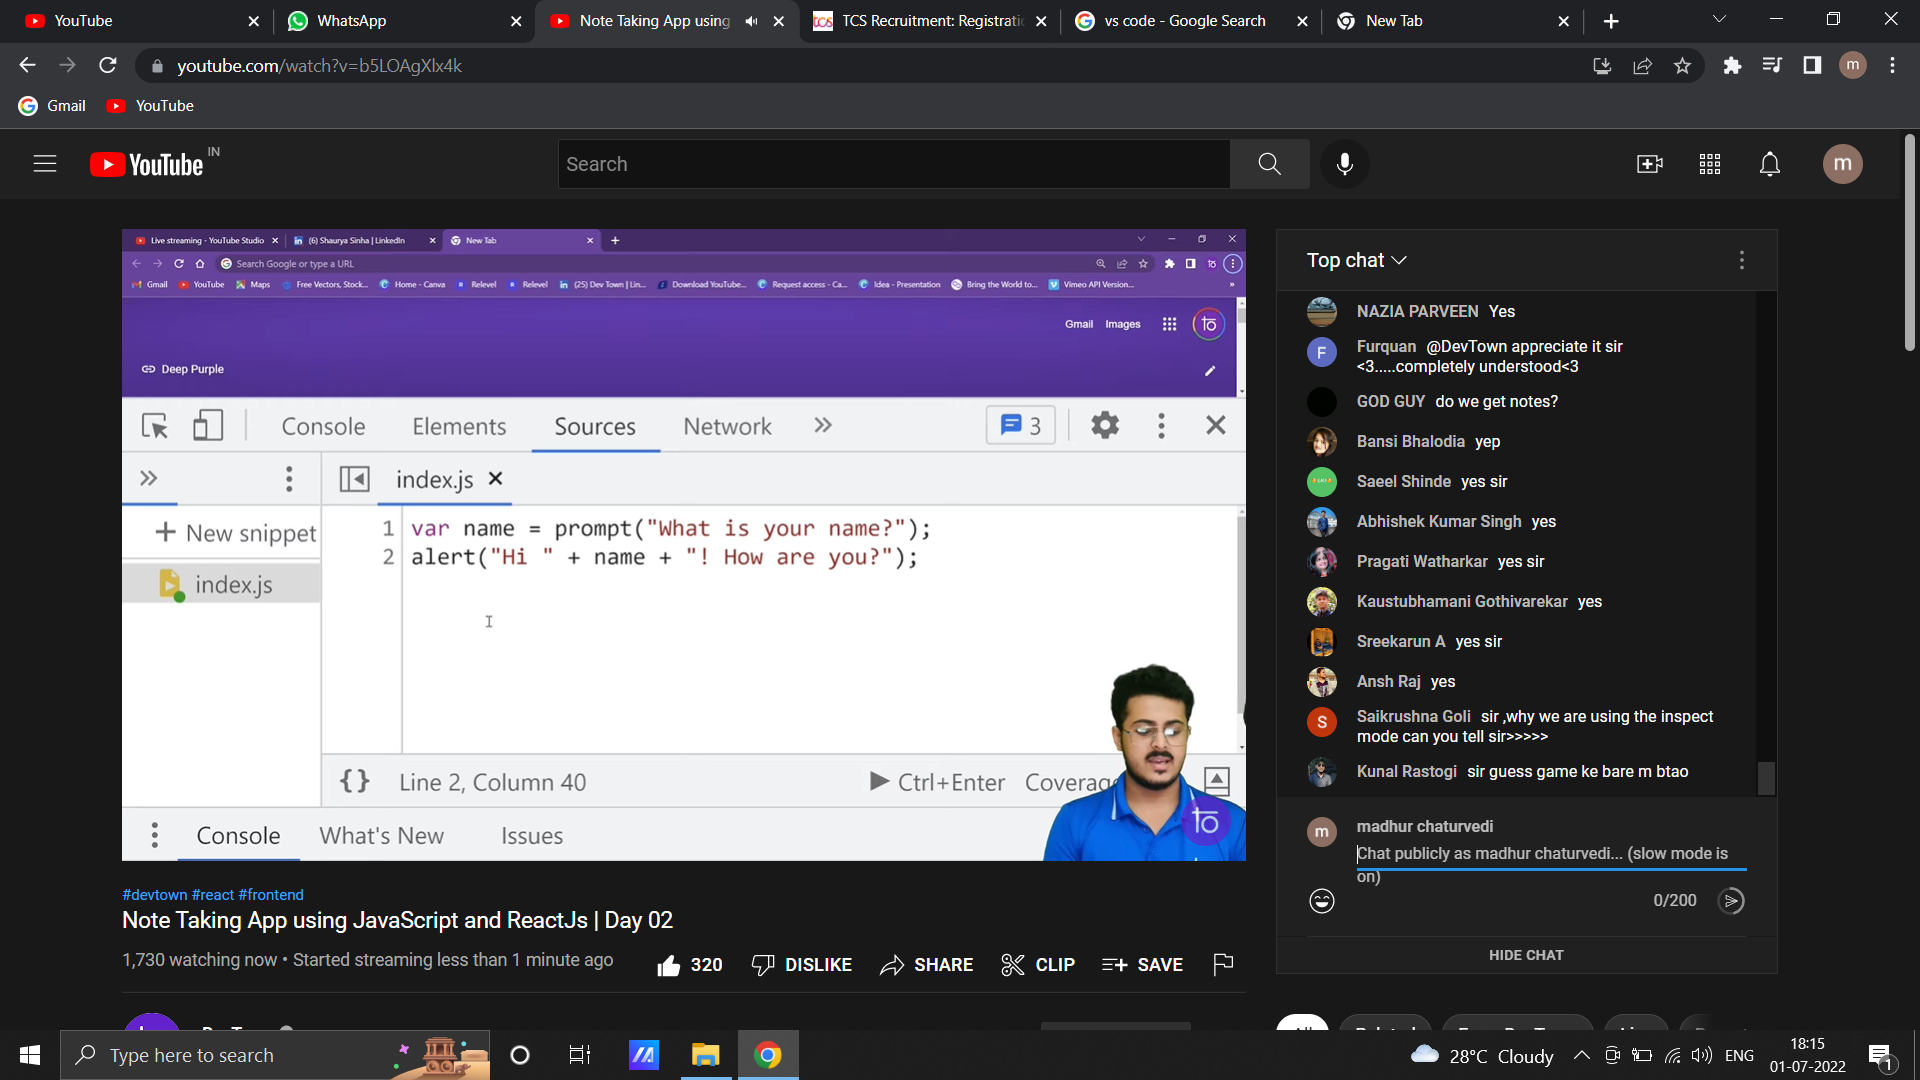 YouTube
WhatsApp
Note Taking App using
TCS Recruitment: Registratio
vs code - Google Search
New Tab
youtube.com/watch?v=b5LOAgXlx4k
m
Gmail
YouTube
YouTube IN
Search
m
Live streaming - YouTube Studio
(6) Shaurya Sinha | LinkedIn
New Tab
Search Google or type a URL
Gmail
YouTube
Maps
Free Vectors, Stock...
Home - Canva
Relevel
Relevel
(25) Dev Town | Lin...
Download YouTube...
Request access - Ca...
Idea - Presentation
Bring the World to...
Vimeo API Version...
Gmail Images
Deep Purple
Console
Elements
Sources
Network
3
index.js
+ New snippet
index.js
1 var name = prompt("What is your name?");
2 alert("Hi " + name + "! How are you?");
{} Line 2, Column 40
Ctrl+Enter
Coverag
Console
What's New
Issues
#devtown #react #frontend
Note Taking App using JavaScript and ReactJs | Day 02
1,730 watching now • Started streaming less than 1 minute ago
320
DISLIKE
SHARE
CLIP
SAVE
Top chat
NAZIA PARVEEN Yes
F
Furquan @DevTown appreciate it sir
<3.....completely understood<3
GOD GUY do we get notes?
Bansi Bhalodia yep
Saeel Shinde yes sir
Abhishek Kumar Singh yes
Pragati Watharkar yes sir
Kaustubhamani Gothivarekar yes
Sreekarun A yes sir
Ansh Raj yes
S
Saikrushna Goli sir ,why we are using the inspect
mode can you tell sir>>>>>
Kunal Rastogi sir guess game ke bare m btao
m
madhur chaturvedi
Chat publicly as madhur chaturvedi... (slow mode is
on)
0/200
HIDE CHAT
Type here to search
28°C Cloudy
ENG
18:15
01-07-2022
1